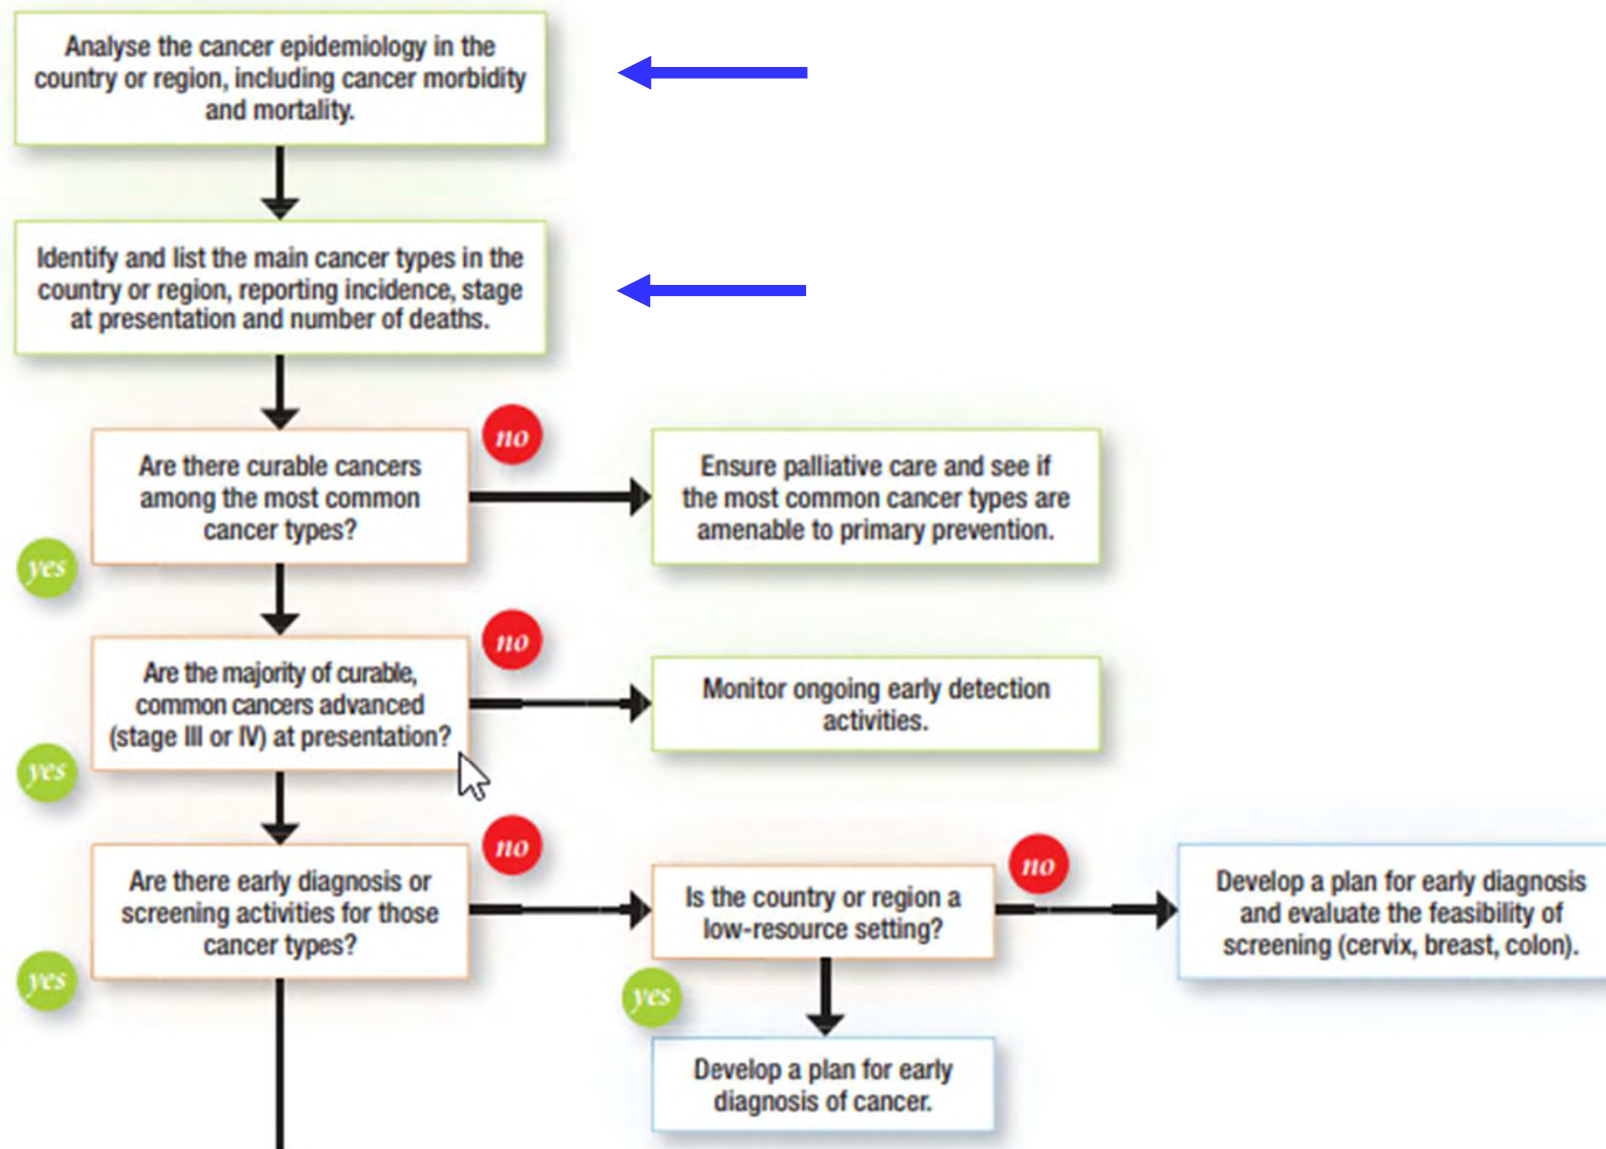 Analyse the cancer epidemiology in the
country or region, including cancer morbidity
and mortality.
Identify and list the main cancer types in the
country or region, reporting incidence, stage
at presentation and number of deaths.
no
Are there curable cancers
among the most common
cancer types?
Ensure palliative care and see if
the most common cancer types are
amenable to primary prevention.
yes
no
Are the majority of curable,
common cancers advanced
(stage III or IV) at presentation?
Monitor ongoing early detection
activities.
yes
no
Are there early diagnosis or
screening activities for those
cancer types?
Is the country or region a
low-resource setting?
no
Develop a plan for early diagnosis
and evaluate the feasibility of
screening (cervix, breast, colon).
yes
yes
Develop a plan for early
diagnosis of cancer.